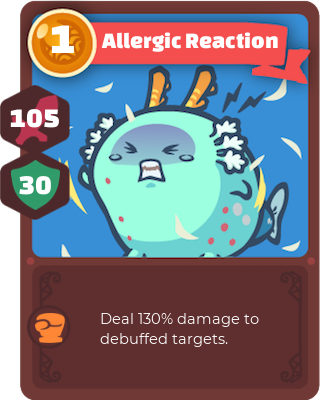 1
Allergic Reaction
105
30
Deal 130% damage to
debuffed targets.